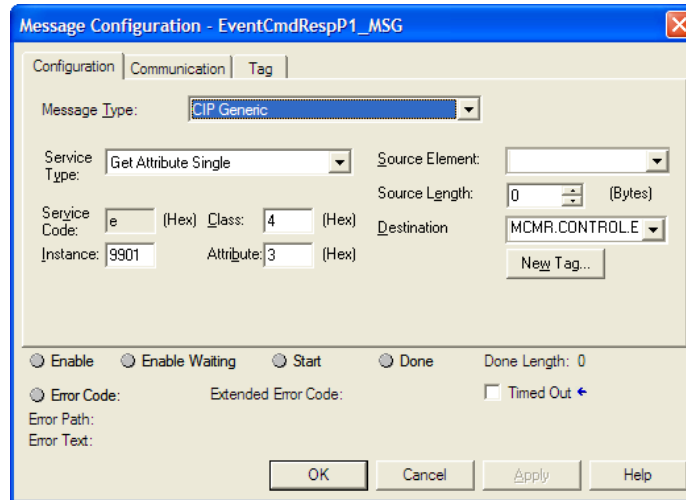 Message Configuration - EventCmdRespP1_MSG
Configuration Communication Tag
Message Type: CIP Generic
Service Type: Get Attribute Single
Source Element:
Source Length: 0 (Bytes)
Service Code: e (Hex) Class: 4 (Hex)
Destination MCMR.CONTROL.E
Instance: 9901 Attribute: 3 (Hex)
New Tag...
Enable Enable Waiting Start Done Done Length: 0
Error Code: Extended Error Code: Timed Out
Error Path:
Error Text:
OK Cancel Apply Help